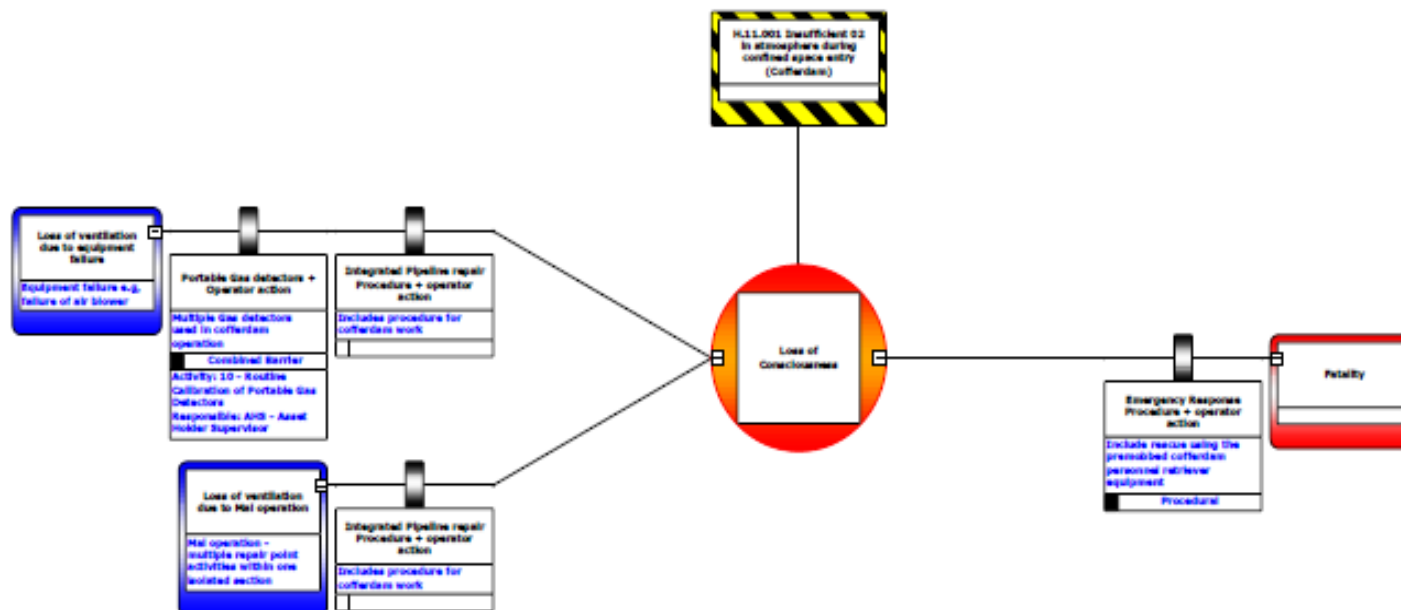 H.11.001 Insufficient 02
in atmosphere during
confined space entry
(Cofferdam)
Loss of ventilation
due to equipment
failure
Equipment failure e.g.
failure of air blower
Portable Gas detectors +
Operator action
Multiple Gas detectors
used in cofferdam
operation
Combined Barrier
Activity: 10 - Routine
Calibration of Portable Gas
Detectors
Responsible: AHS - Asset
Holder Supervisor
Integrated Pipeline repair
Procedure + operator
action
Includes procedure for
cofferdam work
Loss of ventilation
due to Mal operation
Mal operation -
multiple repair point
activities within one
isolated section
Integrated Pipeline repair
Procedure + operator
action
Includes procedure for
cofferdam work
Loss of
Consciousness
Emergency Response
Procedure + operator
action
Include rescue using the
premobbed cofferdam
personnel retriever
equipment
Procedural
Fatality